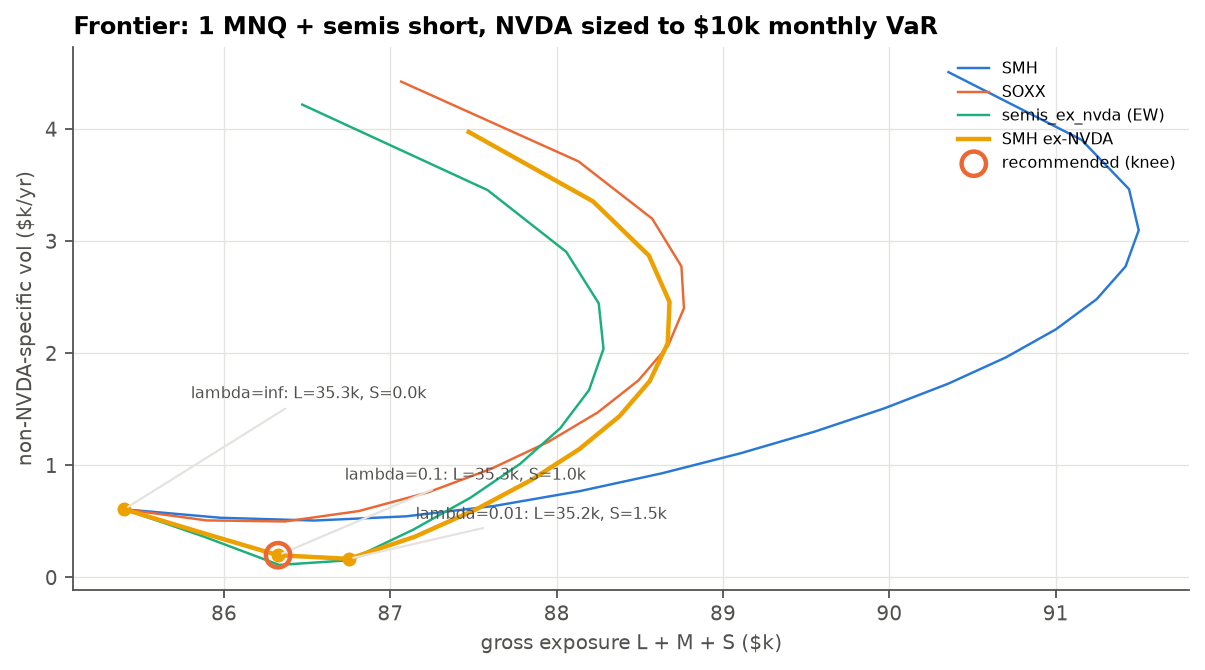 Frontier: 1 MNQ + semis short, NVDA sized to $10k monthly VaR
SMH
SOXX
semis_ex_nvda (EW)
SMH ex-NVDA
recommended (knee)
non-NVDA-specific vol ($k/yr)
4
3
2
1
0
lambda=inf: L=35.3k, S=0.0k
lambda=0.1: L=35.3k, S=1.0k
lambda=0.01: L=35.2k, S=1.5k
86
87
88
89
90
91
gross exposure L + M + S ($k)